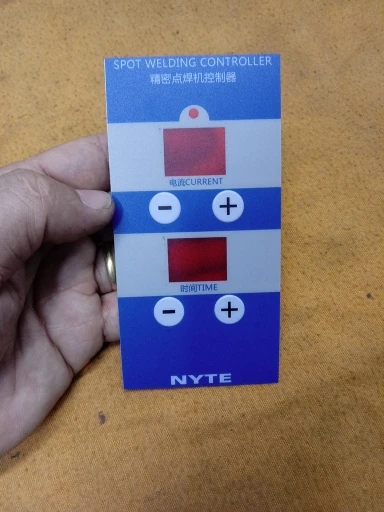 SPOT WELDING CONTROLLER
精密点焊机控制器
电流CURRENT
- +
时间TIME
- +
NYTE